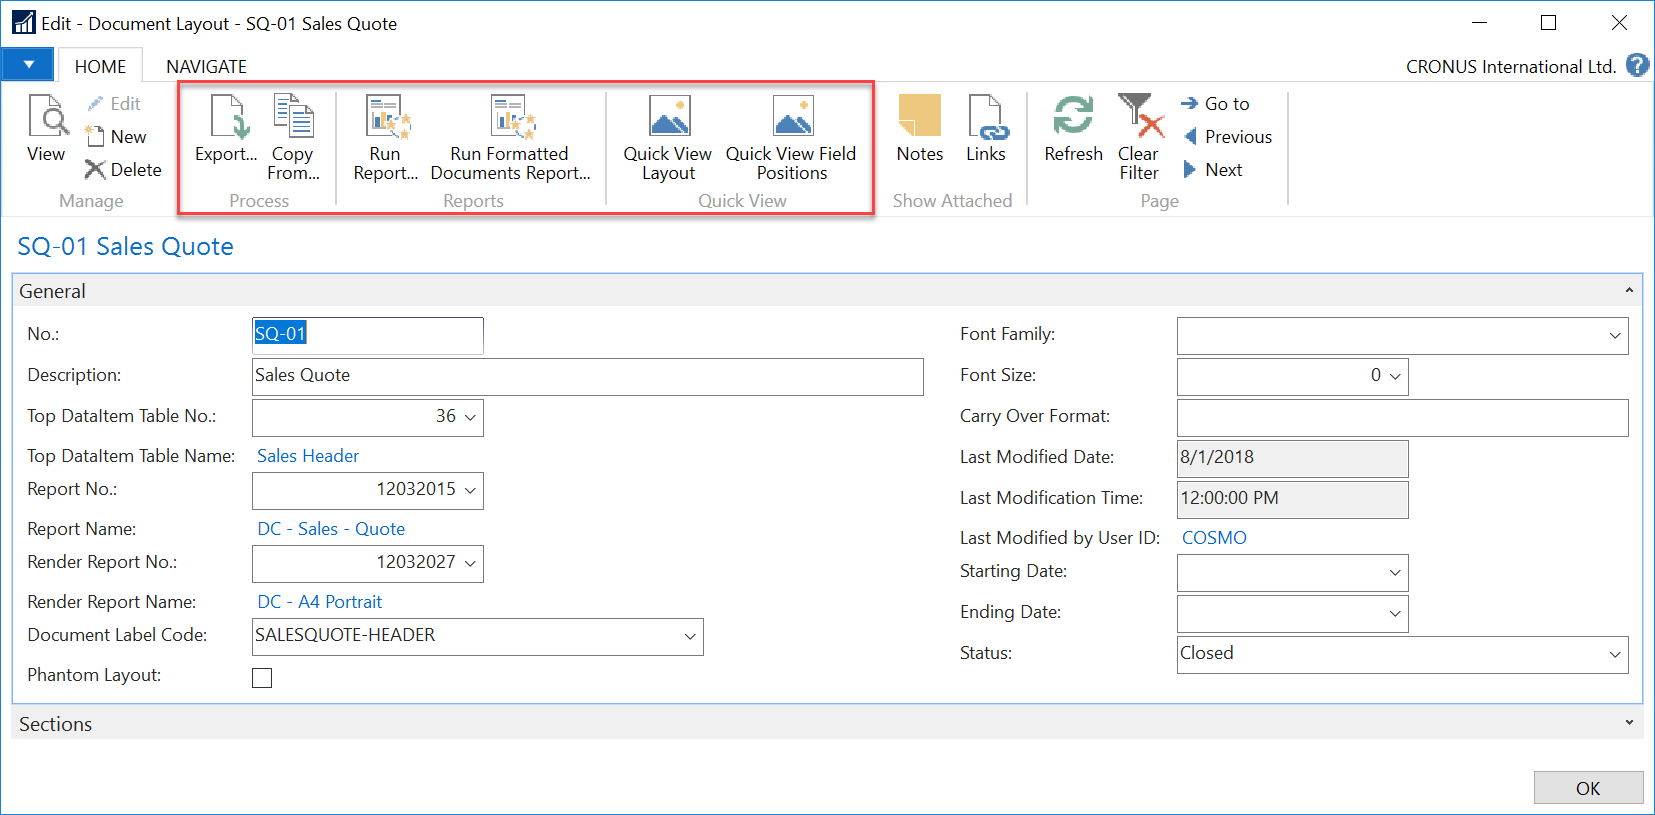 Edit - Document Layout - SQ-01 Sales Quote
HOME
NAVIGATE
CRONUS International Ltd.
?
View
Edit
New
Delete
Manage
Export...
Copy
From...
Process
Run
Report...
Run Formatted
Documents Report...
Reports
Quick View
Layout
Quick View Field
Positions
Quick View
Notes
Links
Show Attached
Refresh
Clear
Filter
Go to
Previous
Next
Page
SQ-01 Sales Quote
General
No.: SQ-01
Description: Sales Quote
Top DataItem Table No.: 36
Top DataItem Table Name: Sales Header
Report No.: 12032015
Report Name: DC - Sales - Quote
Render Report No.: 12032027
Render Report Name: DC - A4 Portrait
Document Label Code: SALESQUOTE-HEADER
Phantom Layout:
Font Family:
Font Size: 0
Carry Over Format:
Last Modified Date: 8/1/2018
Last Modification Time: 12:00:00 PM
Last Modified by User ID: COSMO
Starting Date:
Ending Date:
Status: Closed
Sections
OK